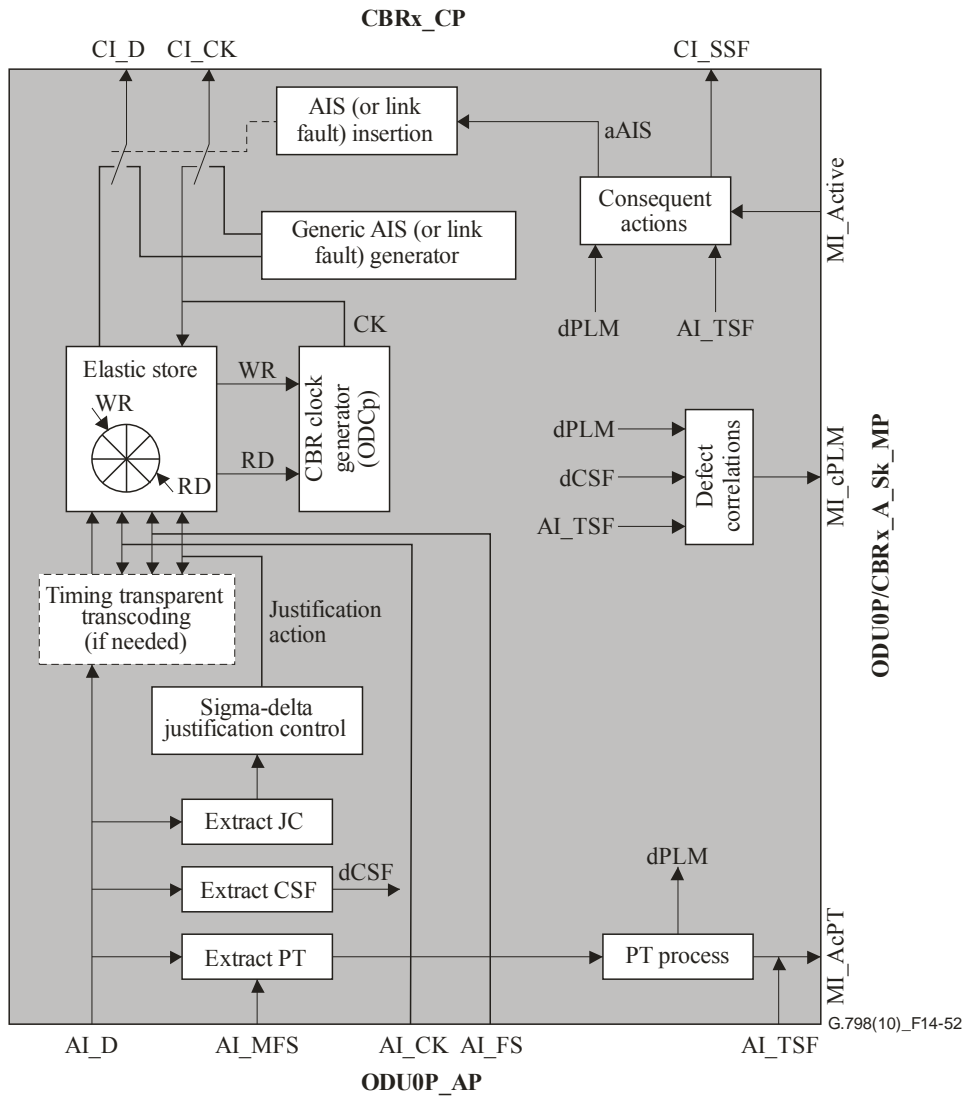 CBRx_CP
CI_D
CI_CK
CI_SSF
AIS (or link
fault) insertion
aAIS
Consequent
actions
MI_Active
Generic AIS (or link
fault) generator
dPLM
AI_TSF
CK
Elastic store
WR
RD
WR
RD
CBR clock
generator
(ODCp)
dPLM
dCSF
AI_TSF
Defect
correlations
MI_cPLM
ODU0P/CBRx_A_Sk_MP
Timing transparent
transcoding
(if needed)
Justification
action
Sigma-delta
justification control
Extract JC
Extract CSF
dCSF
dPLM
Extract PT
PT process
MI_AcPT
G.798(10)_F14-52
AI_D
AI_MFS
AI_CK
AI_FS
AI_TSF
ODU0P_AP